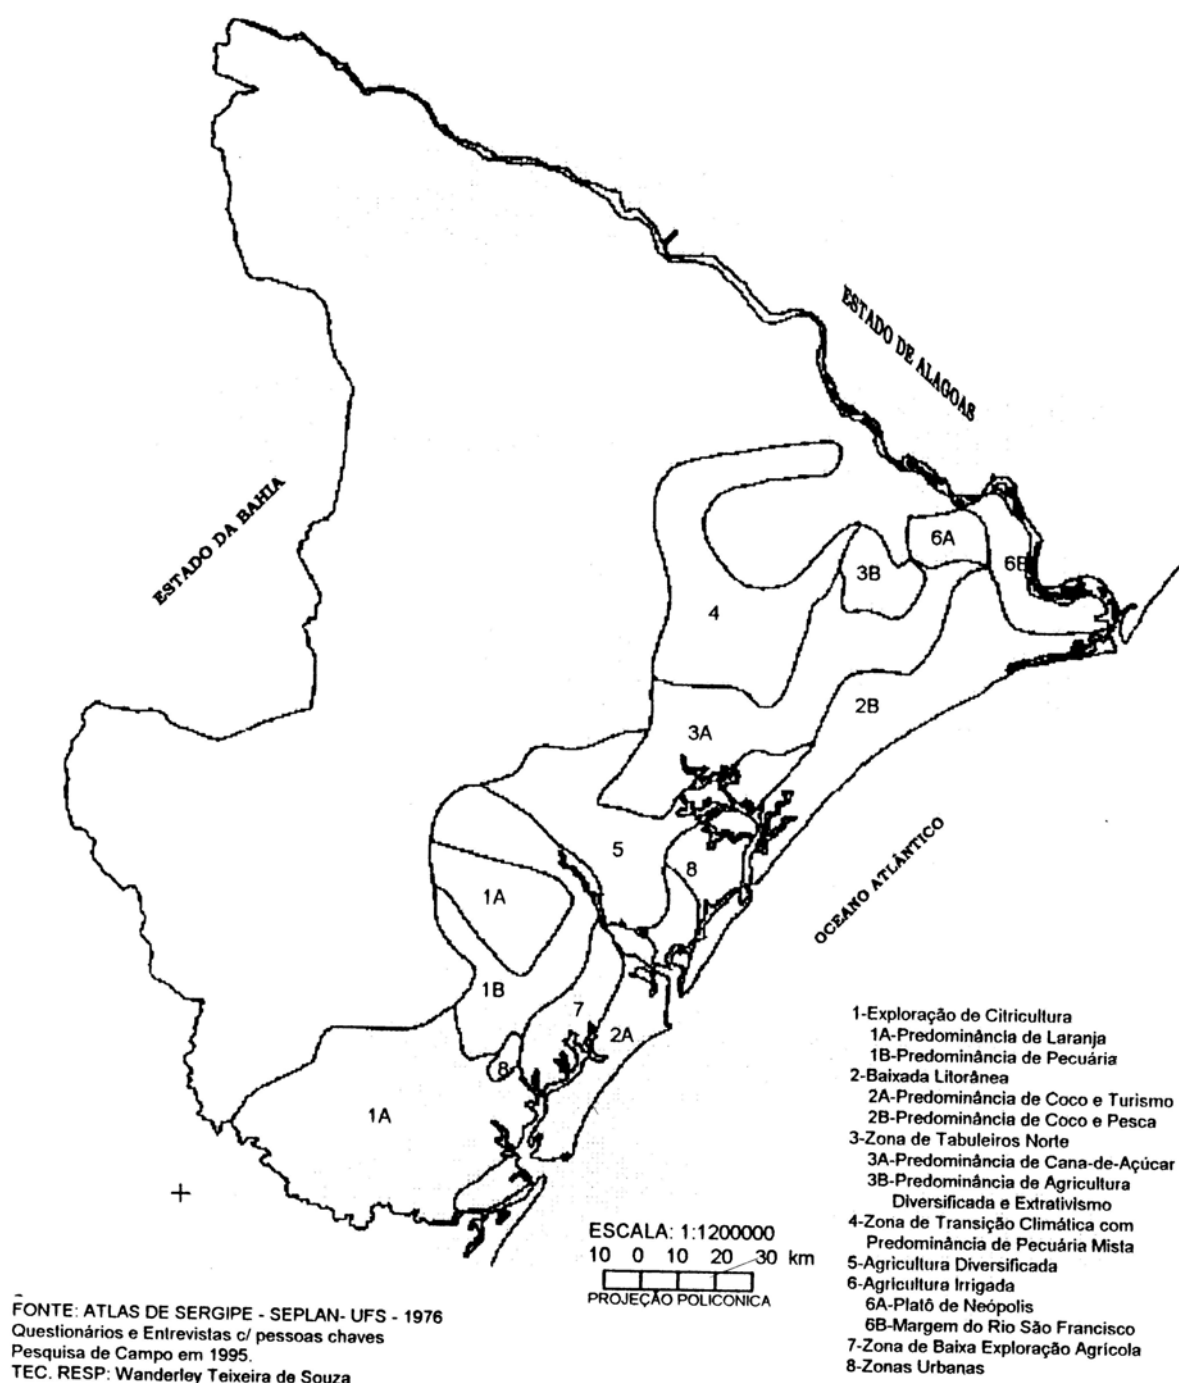 ESTADO DE ALAGOAS
ESTADO DA BAHIA
6A
6B
3B
4
2B
3A
5
8
1A
OCEANO ATLÂNTICO
1B
7
2A
8
1A
1-Exploração de Citricultura
1A-Predominância de Laranja
1B-Predominância de Pecuária
2-Baixada Litorânea
2A-Predominância de Coco e Turismo
2B-Predominância de Coco e Pesca
3-Zona de Tabuleiros Norte
3A-Predominância de Cana-de-Açúcar
3B-Predominância de Agricultura
Diversificada e Extrativismo
4-Zona de Transição Climática com
Predominância de Pecuária Mista
5-Agricultura Diversificada
6-Agricultura Irrigada
6A-Platô de Neópolis
6B-Margem do Rio São Francisco
7-Zona de Baixa Exploração Agrícola
8-Zonas Urbanas
ESCALA: 1:1200000
10 0 10 20 30 km
PROJEÇÃO POLICONICA
FONTE: ATLAS DE SERGIPE - SEPLAN- UFS - 1976
Questionários e Entrevistas c/ pessoas chaves
Pesquisa de Campo em 1995.
TEC. RESP: Wanderley Teixeira de Souza